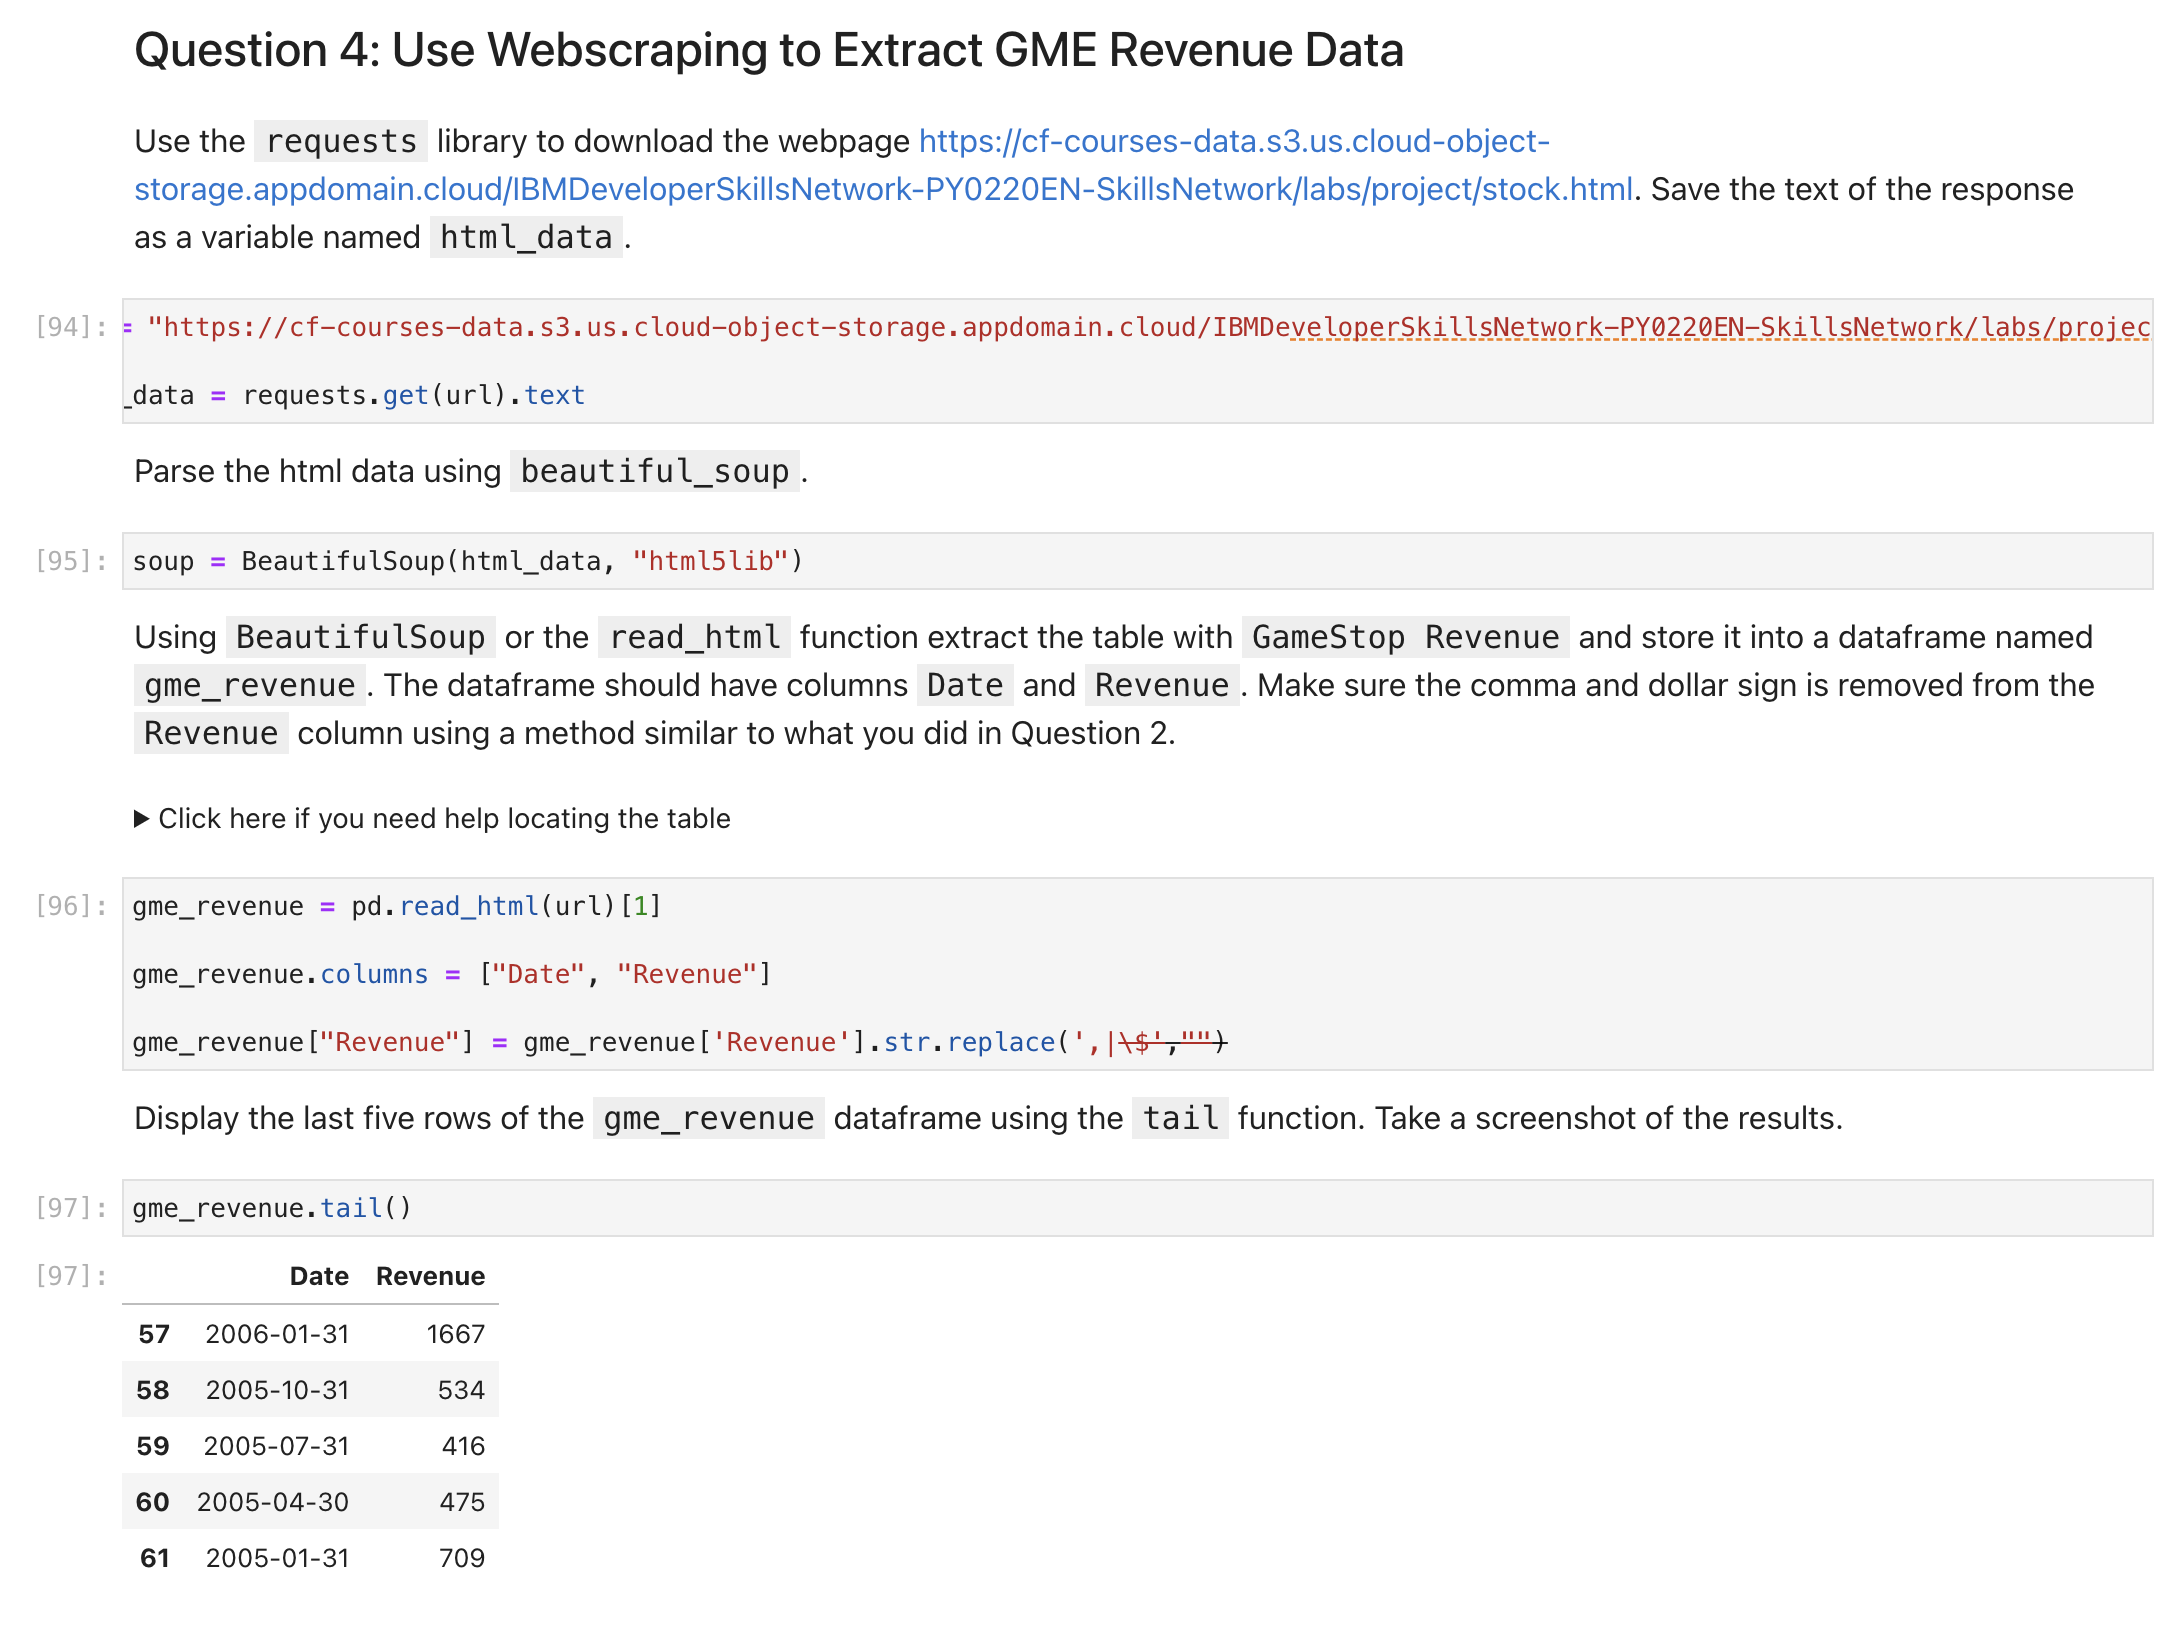 Question 4: Use Webscraping to Extract GME Revenue Data
Use the requests library to download the webpage https://cf-courses-data.s3.us.cloud-object-
storage.appdomain.cloud/IBMDeveloperSkillsNetwork-PY0220EN-SkillsNetwork/labs/project/stock.html. Save the text of the response
as a variable named html_data.
[94]: = "https://cf-courses-data.s3.us.cloud-object-storage.appdomain.cloud/IBMDeveloperSkillsNetwork-PY0220EN-SkillsNetwork/labs/projec
_data = requests.get(url).text
Parse the html data using beautiful_soup.
[95]: soup = BeautifulSoup(html_data, "html5lib")
Using BeautifulSoup or the read_html function extract the table with GameStop Revenue and store it into a dataframe named
gme_revenue. The dataframe should have columns Date and Revenue. Make sure the comma and dollar sign is removed from the
Revenue column using a method similar to what you did in Question 2.
▶ Click here if you need help locating the table
[96]: gme_revenue = pd.read_html(url)[1]
gme_revenue.columns = ["Date", "Revenue"]
gme_revenue["Revenue"] = gme_revenue['Revenue'].str.replace(',|\$',"")
Display the last five rows of the gme_revenue dataframe using the tail function. Take a screenshot of the results.
[97]: gme_revenue.tail()
[97]: Date Revenue
57 2006-01-31 1667
58 2005-10-31 534
59 2005-07-31 416
60 2005-04-30 475
61 2005-01-31 709